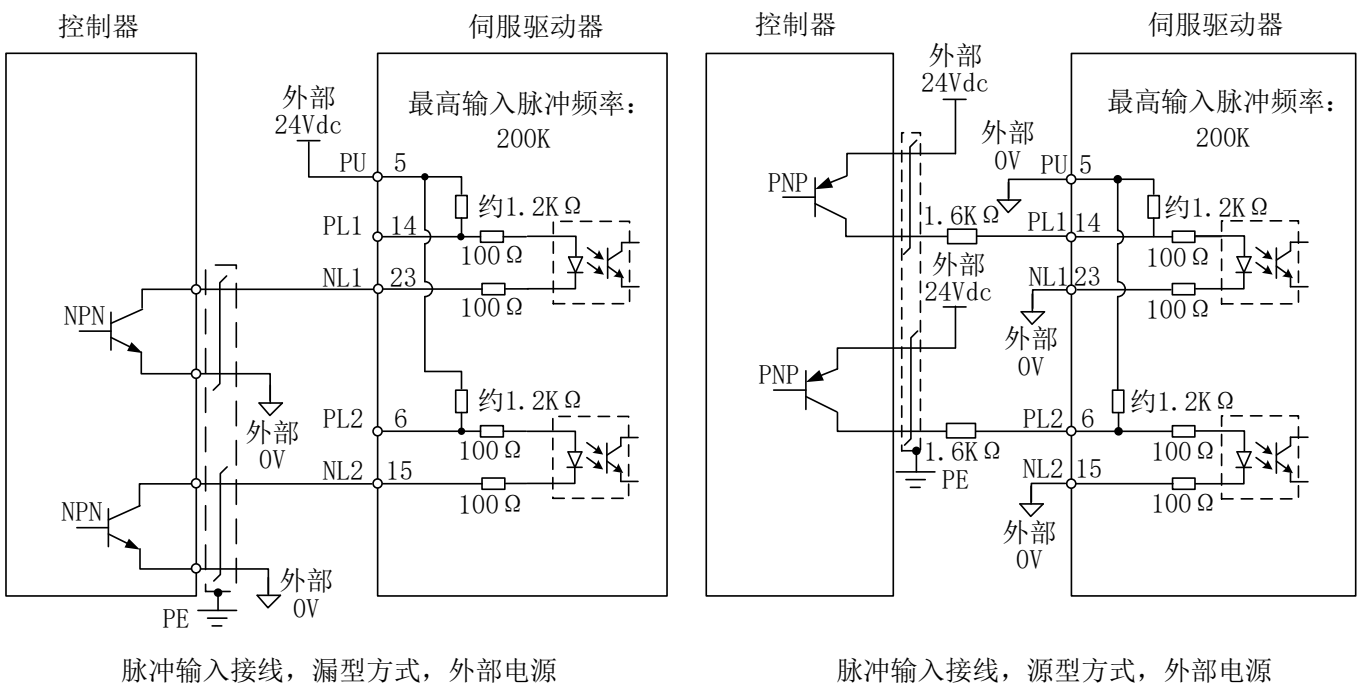 控制器
伺服驱动器
外部
24Vdc
最高输入脉冲频率:
200K
PU 5
约1.2KΩ
PL1 14
100Ω
NL1 23
100Ω
NPN
外部
0V
约1.2KΩ
PL2 6
100Ω
NL2 15
100Ω
NPN
外部
0V
PE
脉冲输入接线，漏型方式，外部电源
控制器
伺服驱动器
外部
24Vdc
最高输入脉冲频率:
200K
外部
0V
PU 5
PNP
约1.2KΩ
1.6KΩ
PL1 14
100Ω
外部
24Vdc
NL1 23
100Ω
外部
0V
PNP
约1.2KΩ
PL2 6
1.6KΩ
100Ω
PE
NL2 15
100Ω
外部
0V
脉冲输入接线，源型方式，外部电源